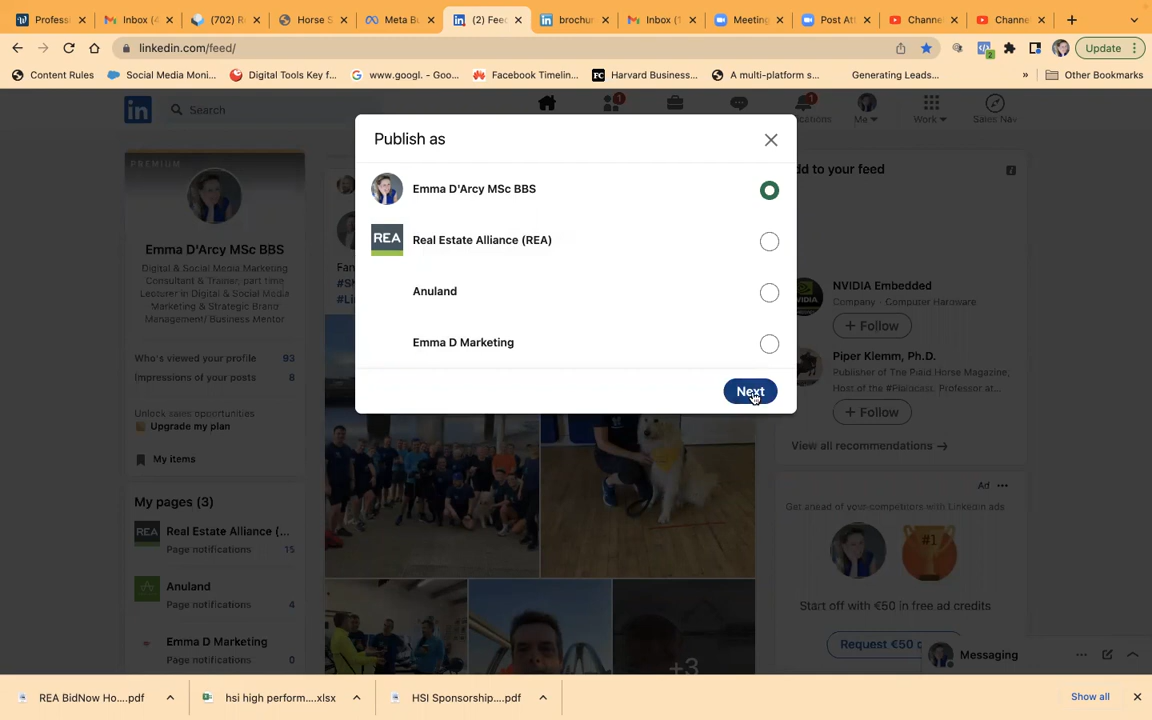 Profess
Inbox (4
(702) R
Horse S
Meta Bu
(2) Feed
brochur
Inbox (1
Meeting
Post Att
Channe
Channe
linkedin.com/feed/
2
Update
Content Rules
Social Media Moni...
Digital Tools Key f...
www.googl. - Goo...
Facebook Timelin...
Harvard Business...
A multi-platform s...
Generating Leads...
»
Other Bookmarks
Search
1
1
Me
Work
Sales Nav
Publish as
Emma D'Arcy MSc BBS
REA
Real Estate Alliance (REA)
Anuland
Emma D Marketing
Next
PREMIUM
Emma D'Arcy MSc BBS
Digital & Social Media Marketing
Consultant & Trainer, part time
Lecturer in Digital & Social Media
Marketing & Strategic Brand
Management/ Business Mentor
Who's viewed your profile 93
Impressions of your posts 8
Unlock sales opportunities
Upgrade my plan
My items
My pages (3)
REA
Real Estate Alliance (...
Page notifications 15
Anuland
Page notifications 4
Emma D Marketing
Page notifications 0
+3
dd to your feed
NVIDIA Embedded
Company · Computer Hardware
+ Follow
Piper Klemm, Ph.D.
Publisher of The Plaid Horse Magazine,
Host of the #Plaidcast, Professor at...
+ Follow
View all recommendations →
Ad ···
Get ahead of your competitors with LinkedIn ads
#1
Start off with €50 in free ad credits
Request €50
Messaging
REA BidNow Ho....pdf
hsi high perform....xlsx
HSI Sponsorship....pdf
Show all